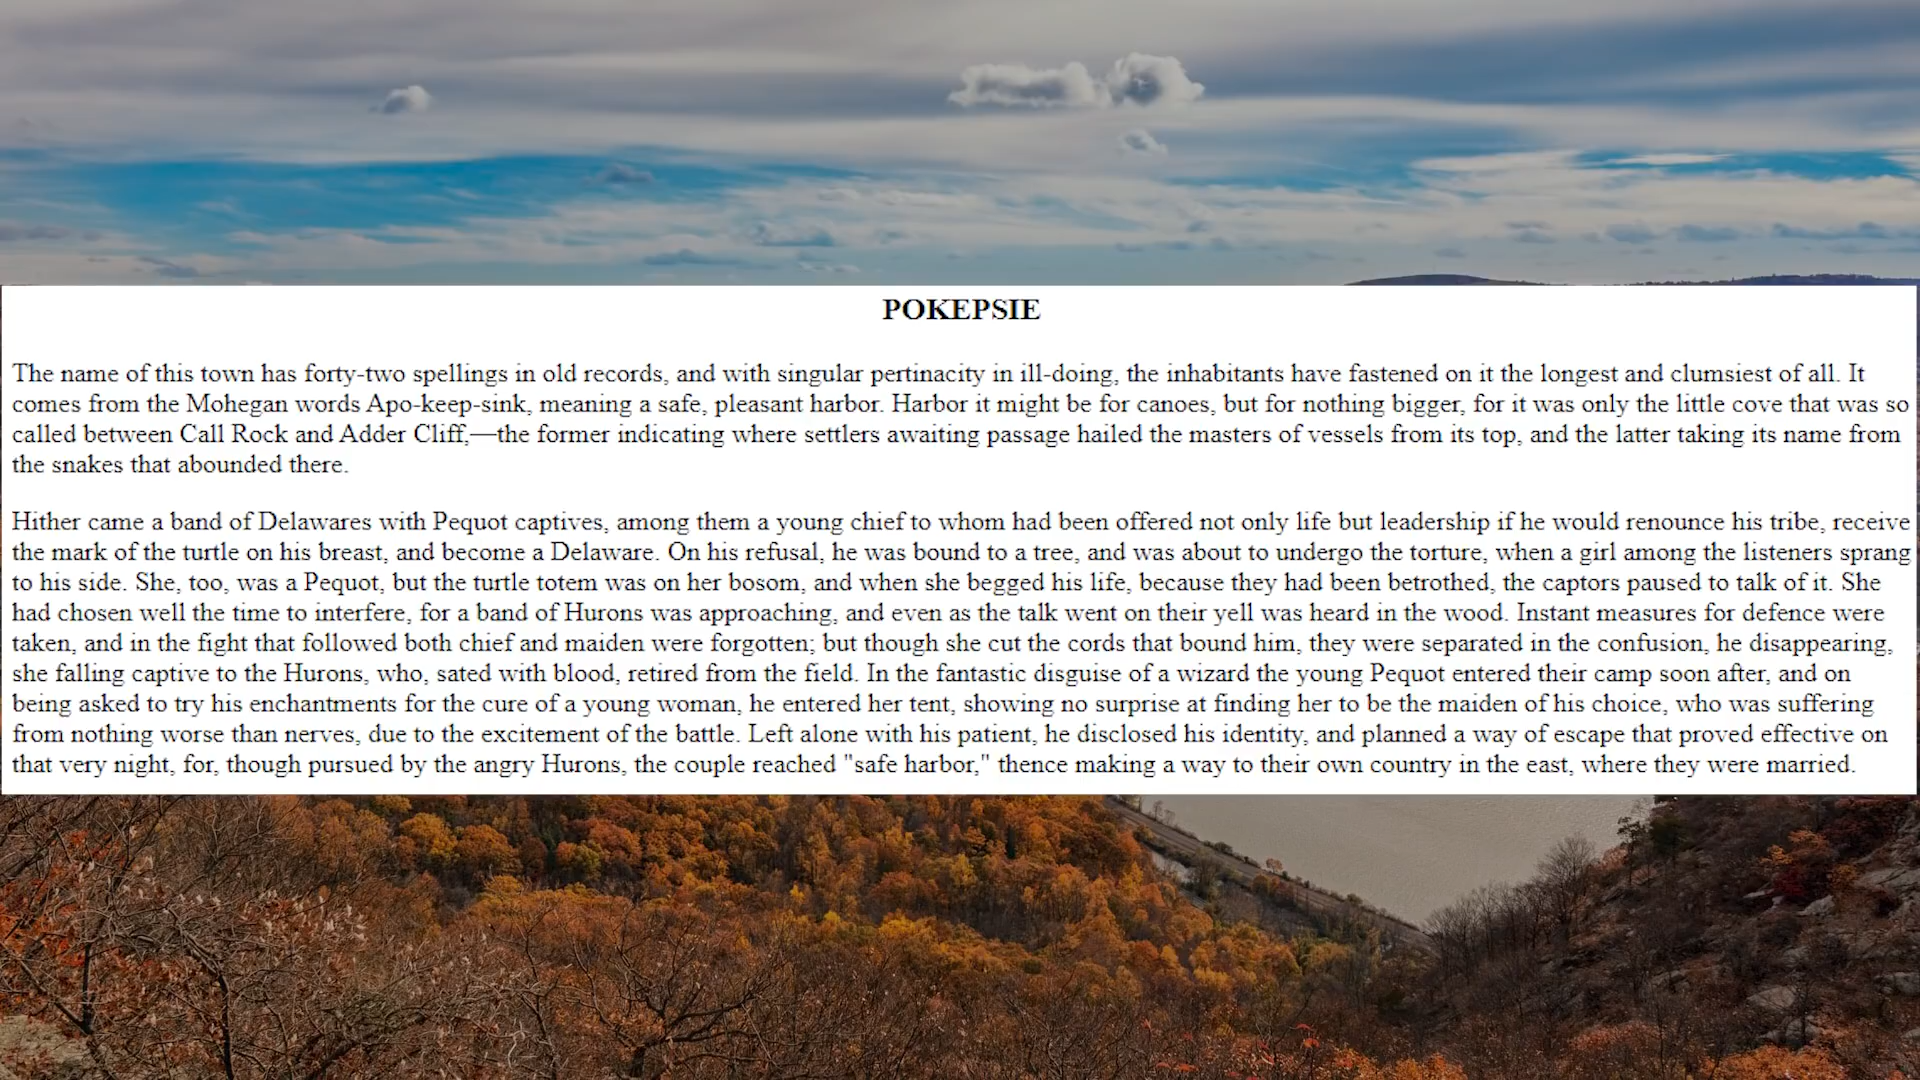 POKEPSIE
The name of this town has forty-two spellings in old records, and with singular pertinacity in ill-doing, the inhabitants have fastened on it the longest and clumsiest of all. It
comes from the Mohegan words Apo-keep-sink, meaning a safe, pleasant harbor. Harbor it might be for canoes, but for nothing bigger, for it was only the little cove that was so
called between Call Rock and Adder Cliff,—the former indicating where settlers awaiting passage hailed the masters of vessels from its top, and the latter taking its name from
the snakes that abounded there.
Hither came a band of Delawares with Pequot captives, among them a young chief to whom had been offered not only life but leadership if he would renounce his tribe, receive
the mark of the turtle on his breast, and become a Delaware. On his refusal, he was bound to a tree, and was about to undergo the torture, when a girl among the listeners sprang
to his side. She, too, was a Pequot, but the turtle totem was on her bosom, and when she begged his life, because they had been betrothed, the captors paused to talk of it. She
had chosen well the time to interfere, for a band of Hurons was approaching, and even as the talk went on their yell was heard in the wood. Instant measures for defence were
taken, and in the fight that followed both chief and maiden were forgotten; but though she cut the cords that bound him, they were separated in the confusion, he disappearing,
she falling captive to the Hurons, who, sated with blood, retired from the field. In the fantastic disguise of a wizard the young Pequot entered their camp soon after, and on
being asked to try his enchantments for the cure of a young woman, he entered her tent, showing no surprise at finding her to be the maiden of his choice, who was suffering
from nothing worse than nerves, due to the excitement of the battle. Left alone with his patient, he disclosed his identity, and planned a way of escape that proved effective on
that very night, for, though pursued by the angry Hurons, the couple reached "safe harbor," thence making a way to their own country in the east, where they were married.